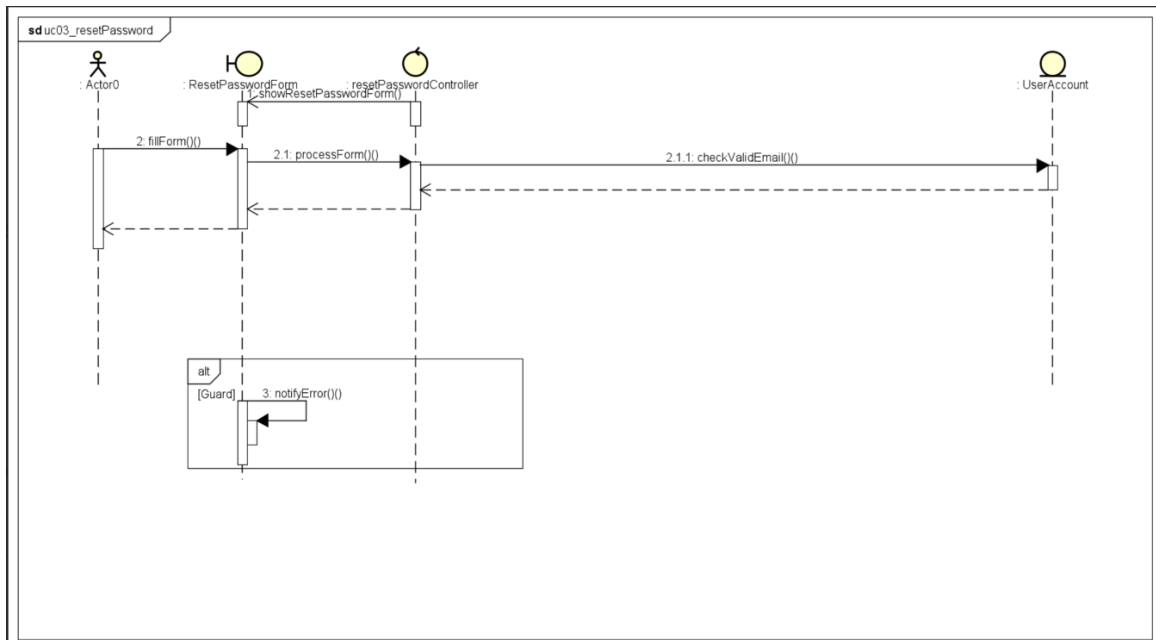 sd uc03_resetPassword
: Actor0
: ResetPasswordForm
: resetPasswordController
: UserAccount
1: showResetPasswordForm()
2: fillForm()()
2.1: processForm()()
2.1.1: checkValidEmail()()
alt
[Guard]
3: notifyError()()